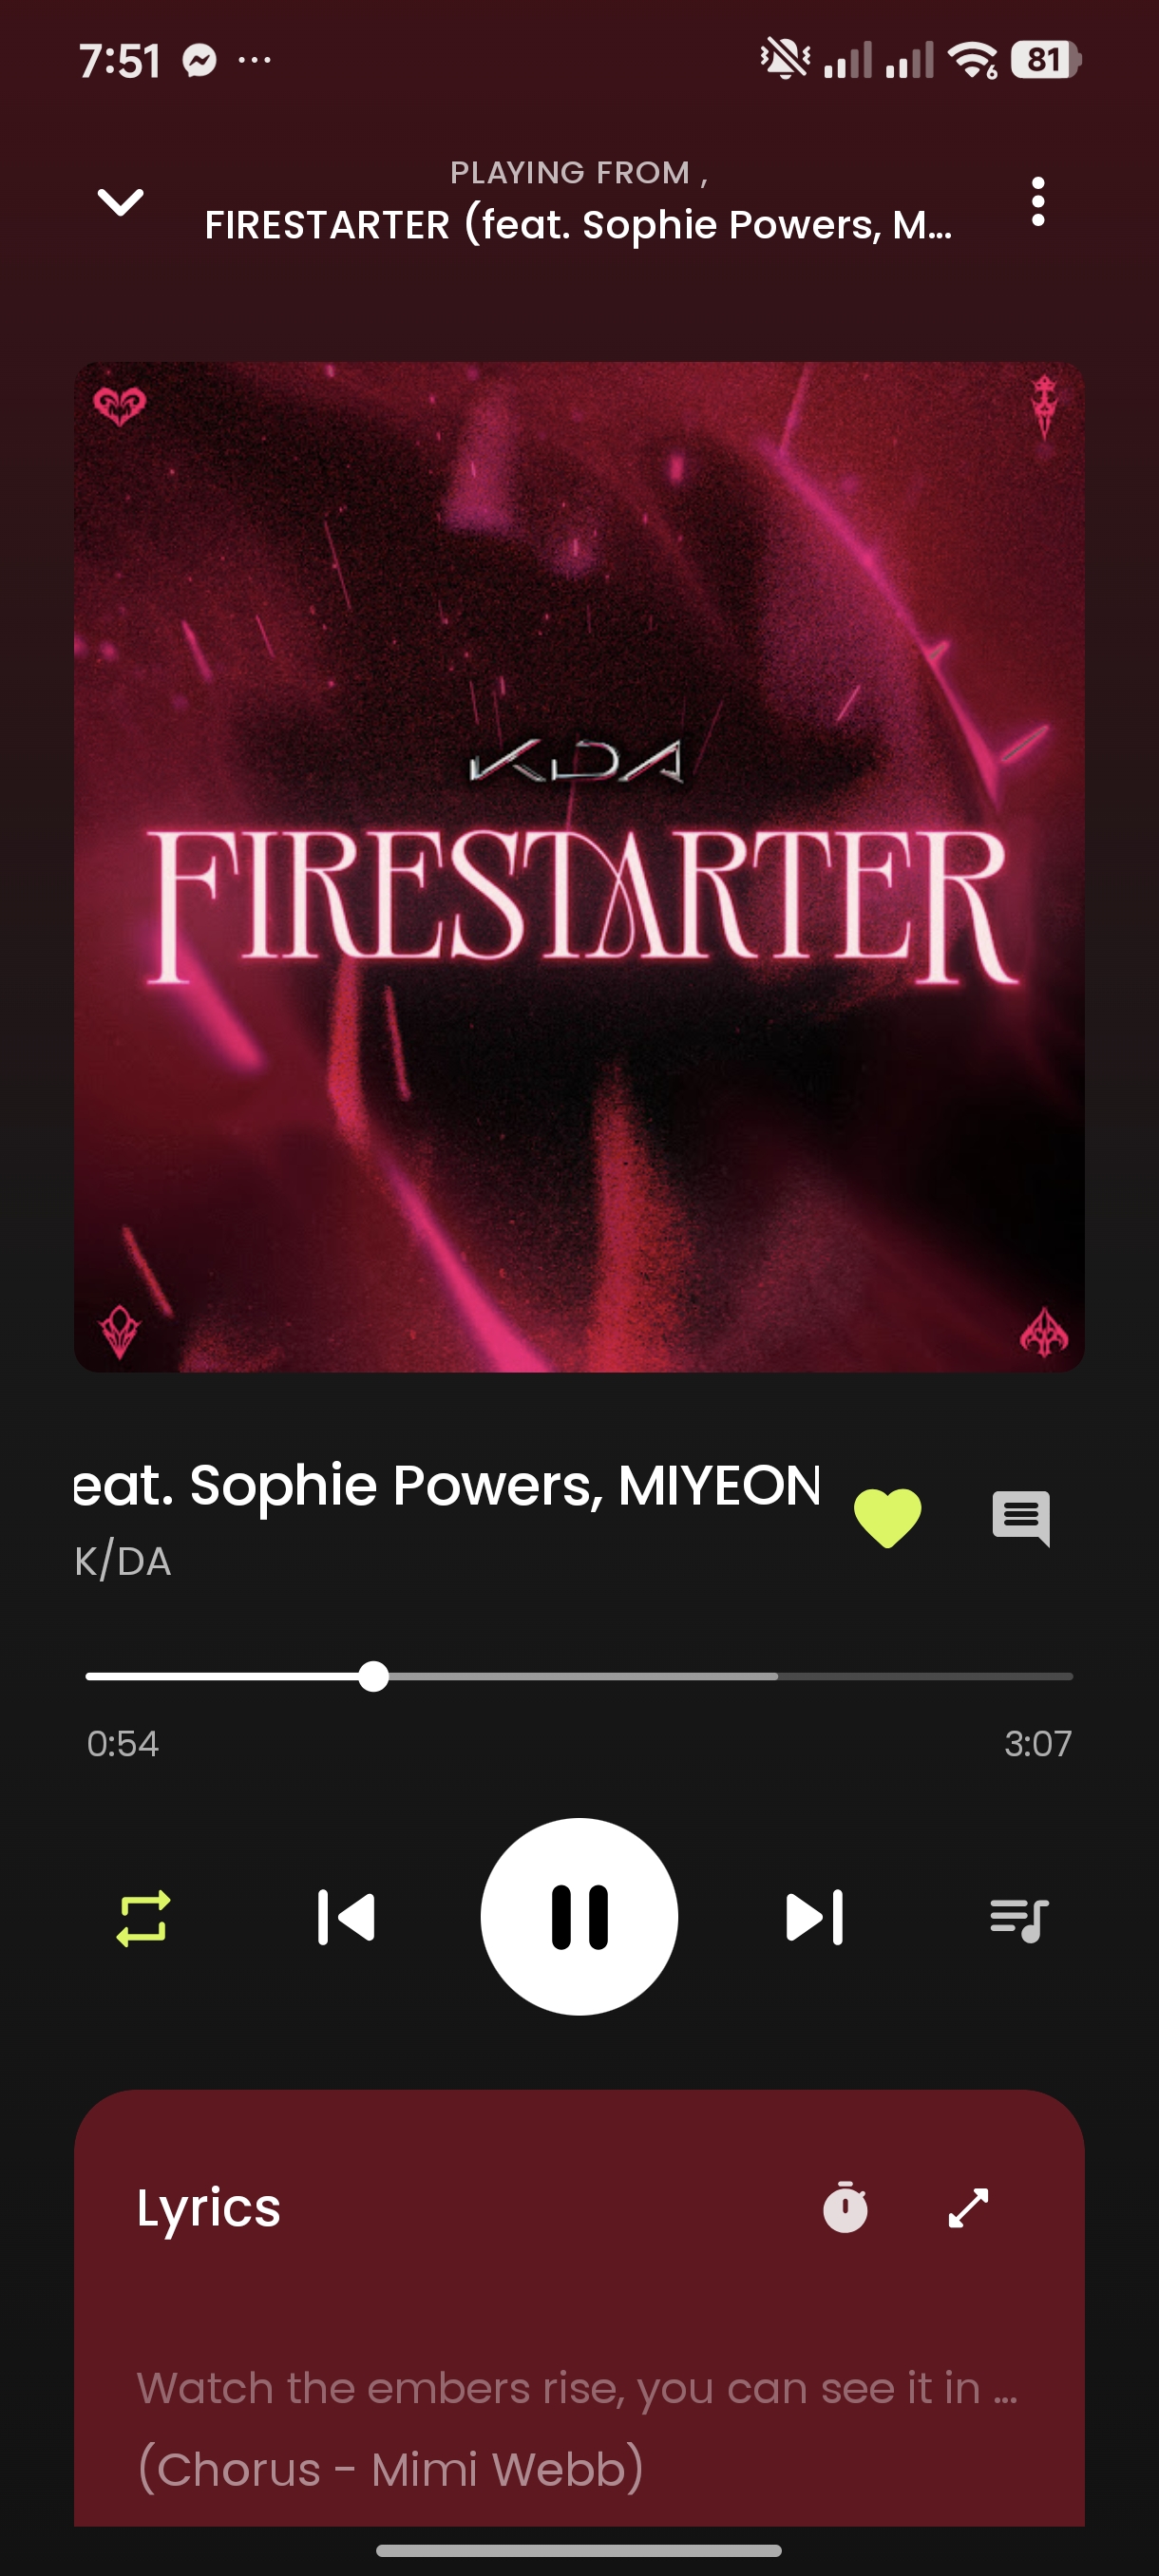 7:51 ... 81
PLAYING FROM ,
FIRESTARTER (feat. Sophie Powers, M...
KDA
FIRESTARTER
eat. Sophie Powers, MIYEON
K/DA
0:54 3:07
Lyrics
Watch the embers rise, you can see it in ...
(Chorus - Mimi Webb)